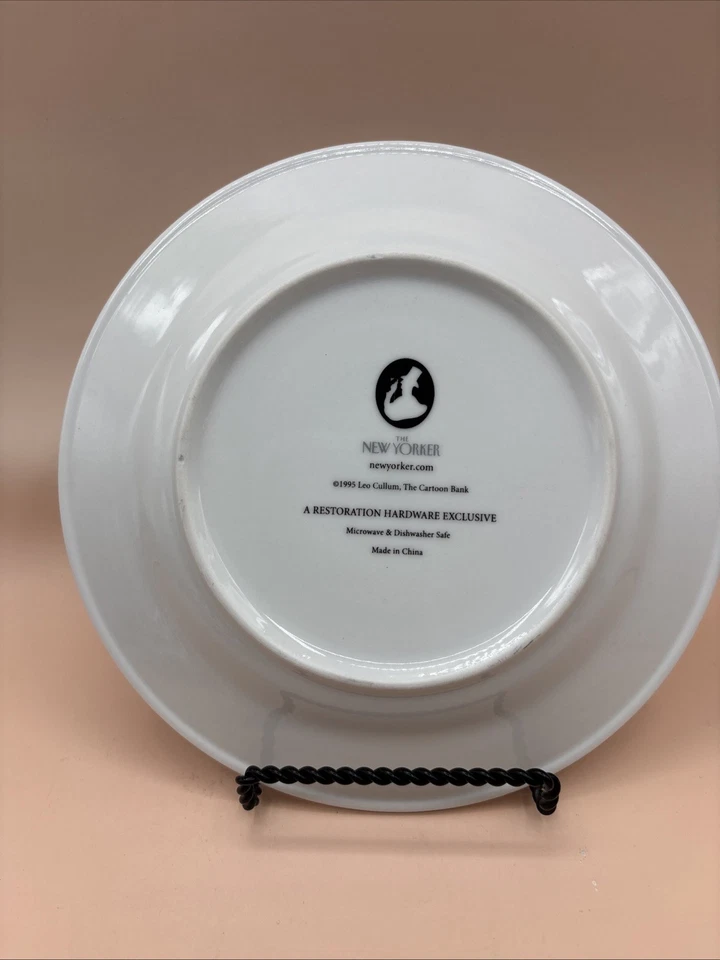 THE
NEW YORKER
newyorker.com
©1995 Leo Cullum, The Cartoon Bank
A RESTORATION HARDWARE EXCLUSIVE
Microwave & Dishwasher Safe
Made in China